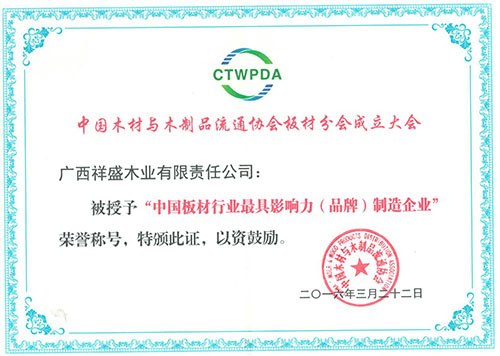 CTWPDA
中国木材与木制品流通协会板材分会成立大会
广西祥盛木业有限责任公司：
被授予“中国板材行业最具影响力（品牌）制造企业”
荣誉称号，特颁此证，以资鼓励。
中国木材与木制品流通协会
二〇一六年三月二十二日